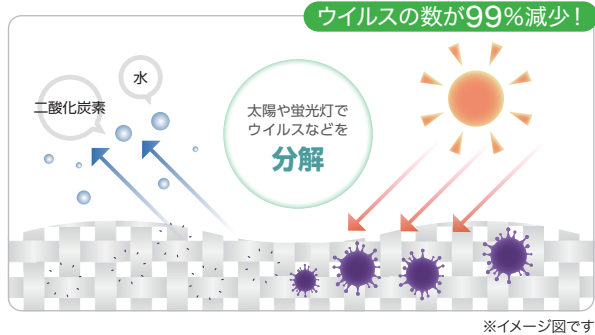 ウイルスの数が99%減少！
水
二酸化炭素
太陽や蛍光灯で
ウイルスなどを
分解
※イメージ図です